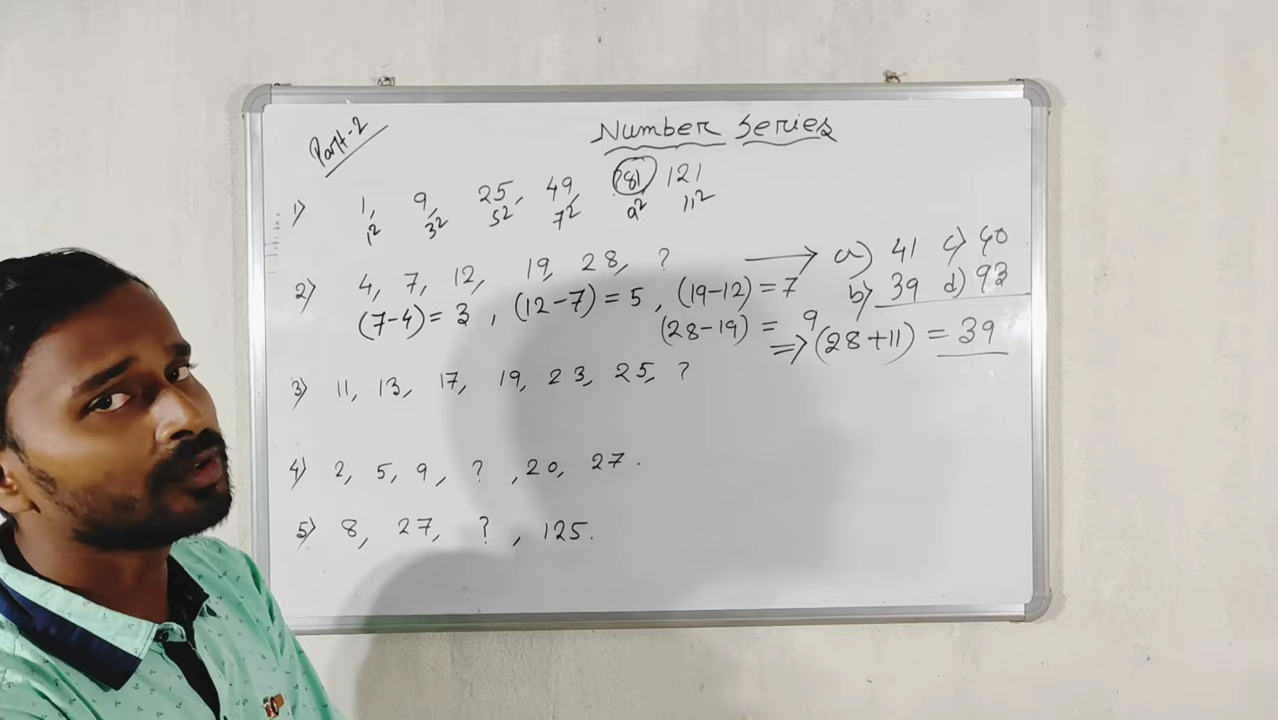 Part-2
Number Series
1) 1, 9, 25, 49, (81) 121
1² 3² 5² 7² 9² 11²
2) 4, 7, 12, 19, 28, ? → a) 41 c) 40
b) 39 d) 93
(7-4) = 3, (12-7) = 5, (19-12) = 7
(28-19) = 9
⇒ (28+11) = 39
3) 11, 13, 17, 19, 23, 25, ?
4) 2, 5, 9, ?, 20, 27.
5) 8, 27, ?, 125.